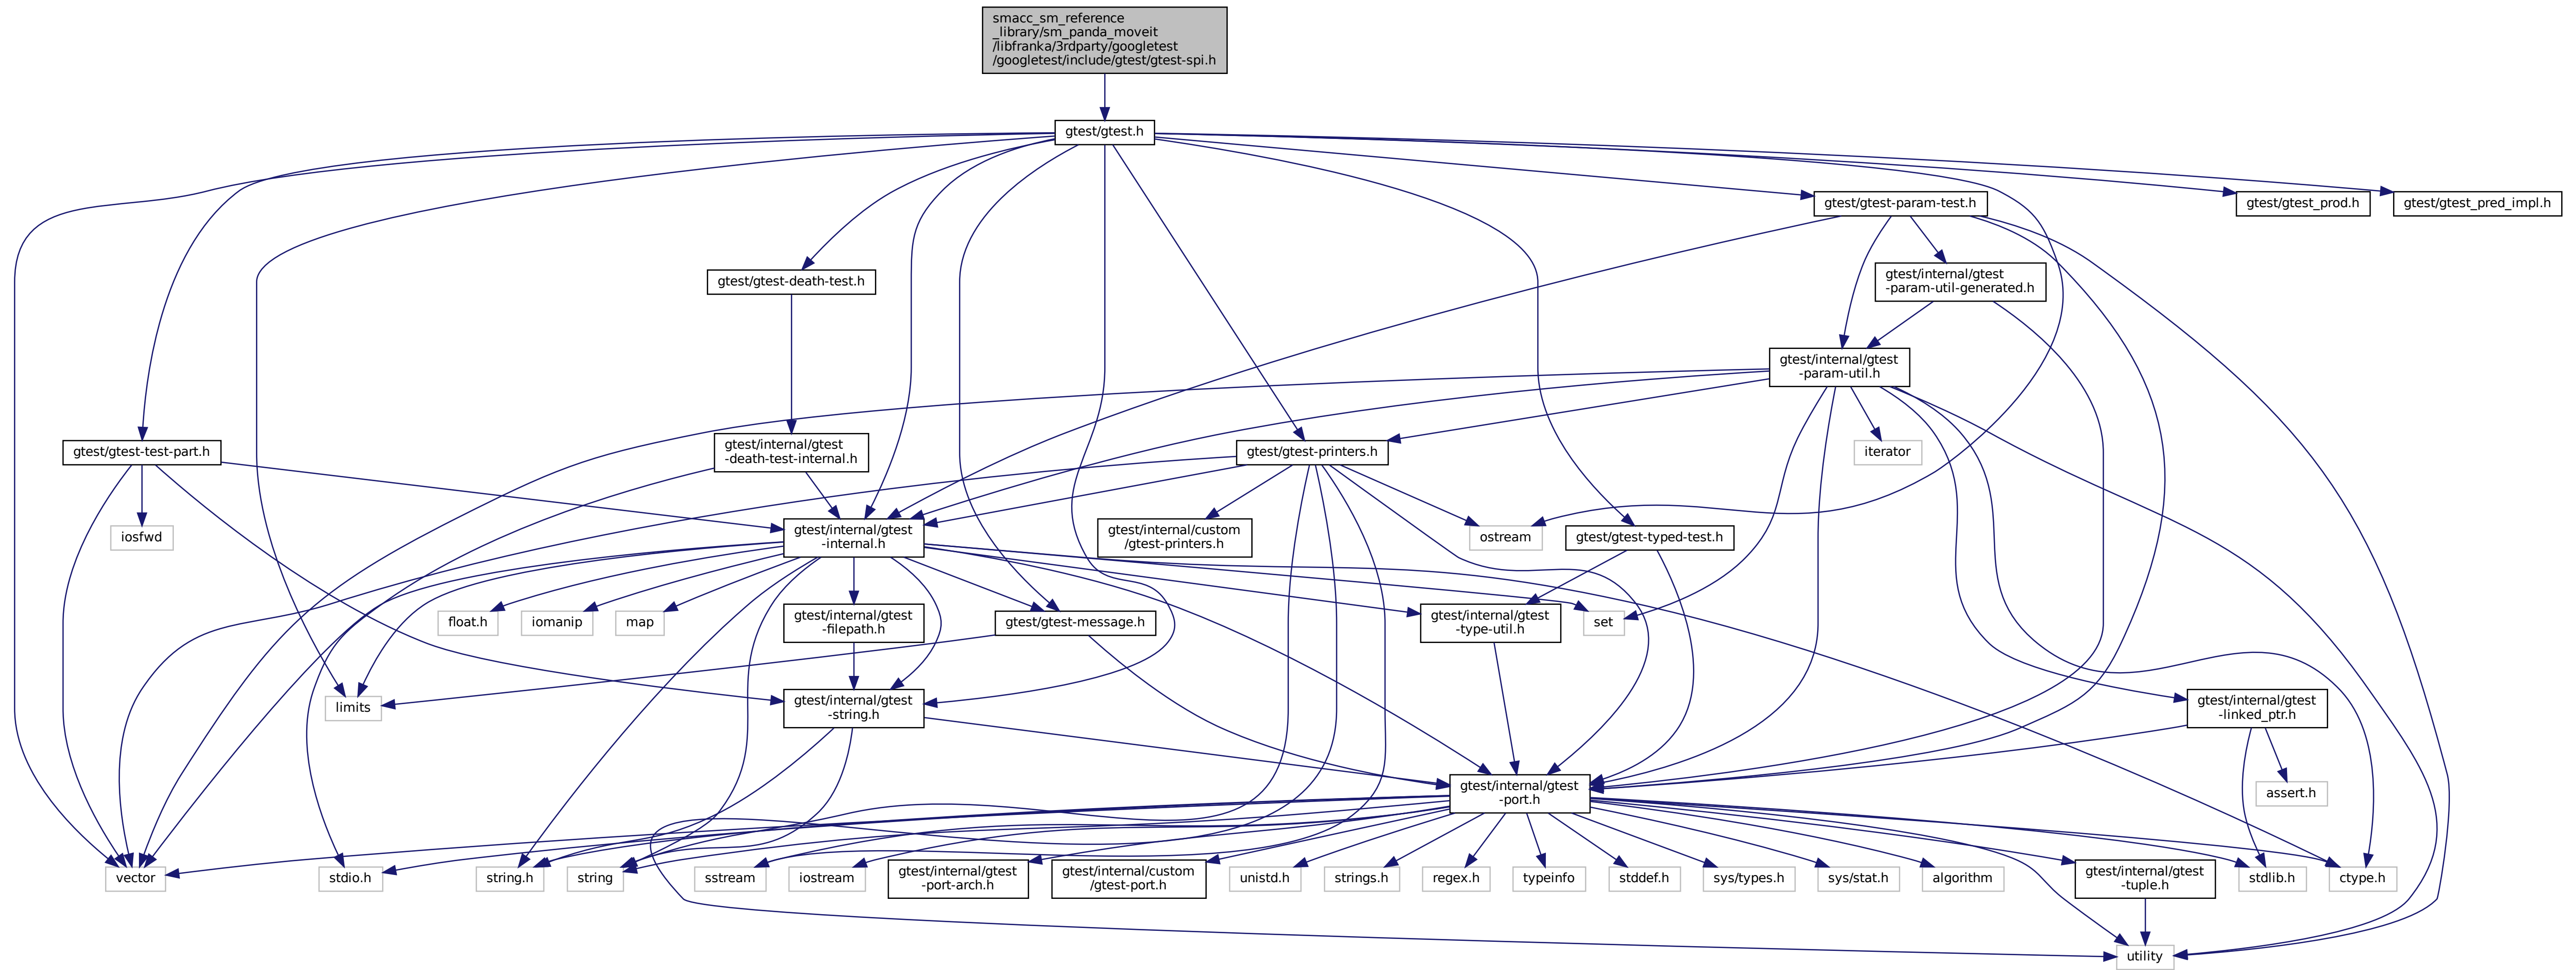 smacc_sm_reference
_library/sm_panda_moveit
/libfranka/3rdparty/googletest
/googletest/include/gtest/gtest-spi.h
gtest/gtest.h
gtest/gtest-param-test.h
gtest/gtest_prod.h
gtest/gtest_pred_impl.h
gtest/gtest-death-test.h
gtest/internal/gtest
-param-util-generated.h
gtest/internal/gtest
-param-util.h
gtest/gtest-test-part.h
gtest/internal/gtest
-death-test-internal.h
gtest/gtest-printers.h
iterator
iosfwd
gtest/internal/gtest
-internal.h
gtest/internal/custom
/gtest-printers.h
ostream
gtest/gtest-typed-test.h
float.h
iomanip
map
gtest/internal/gtest
-filepath.h
gtest/gtest-message.h
gtest/internal/gtest
-type-util.h
set
limits
gtest/internal/gtest
-string.h
gtest/internal/gtest
-linked_ptr.h
gtest/internal/gtest
-port.h
assert.h
vector
stdio.h
string.h
string
sstream
iostream
gtest/internal/gtest
-port-arch.h
gtest/internal/custom
/gtest-port.h
unistd.h
strings.h
regex.h
typeinfo
stddef.h
sys/types.h
sys/stat.h
algorithm
gtest/internal/gtest
-tuple.h
stdlib.h
ctype.h
utility